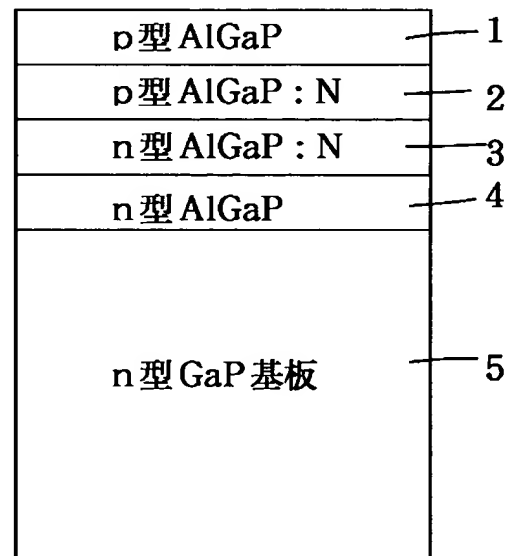 p型AlGaP 1
p型AlGaP：N 2
n型AlGaP：N 3
n型AlGaP 4
n型GaP基板 5